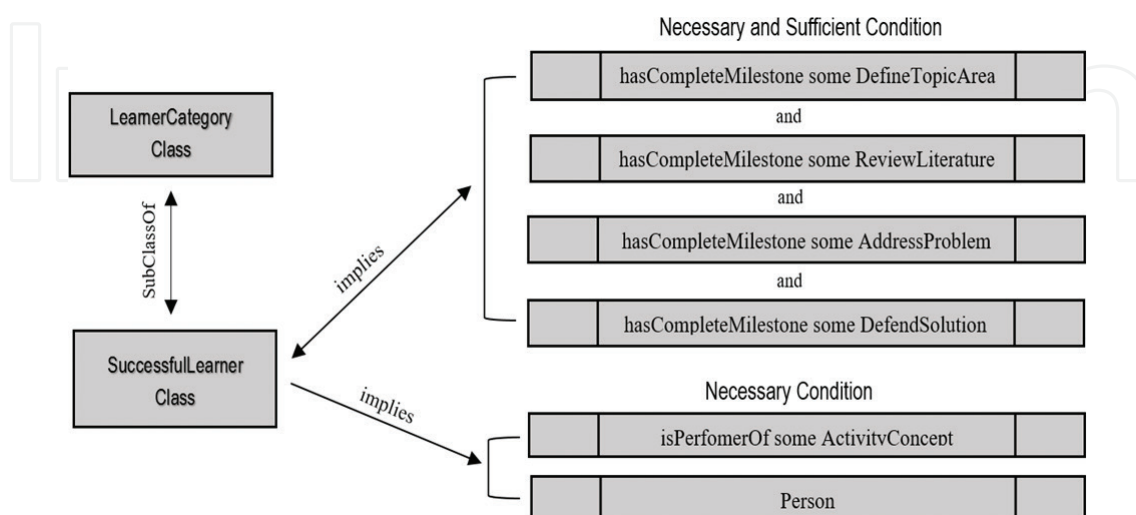 Necessary and Sufficient Condition
hasCompleteMilestone some DefineTopicArea
and
hasCompleteMilestone some ReviewLiterature
and
hasCompleteMilestone some AddressProblem
and
hasCompleteMilestone some DefendSolution
LearnerCategory
Class
SubClassOf
SuccessfulLearner
Class
implies
implies
Necessary Condition
isPerfomerOf some ActivityConcept
Person